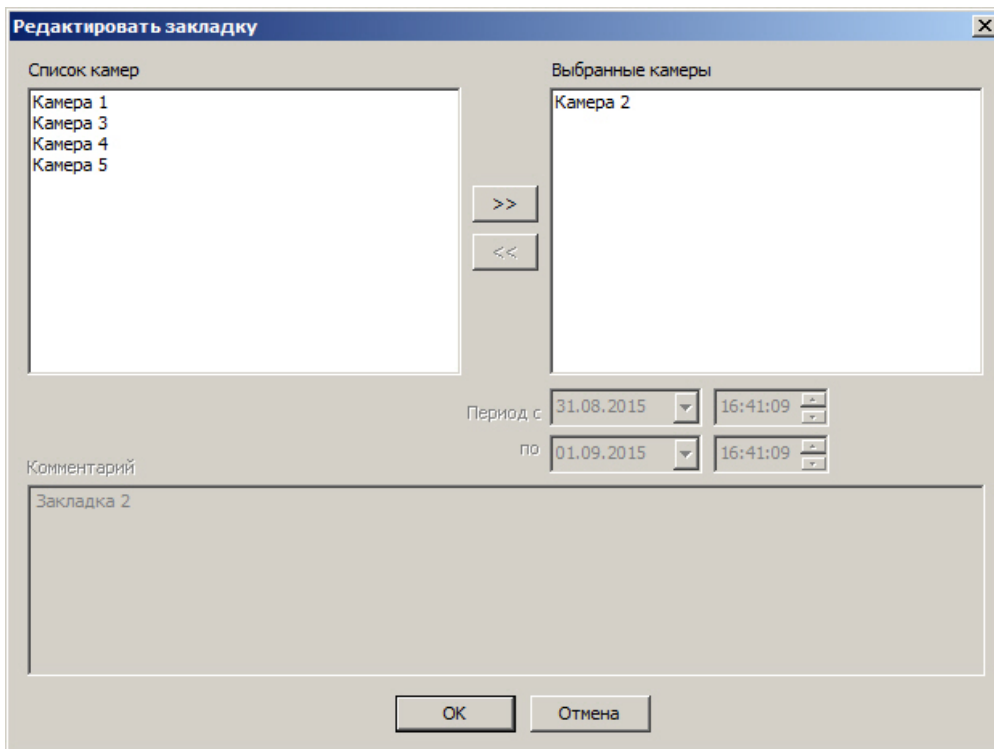 Редактировать закладку
Список камер
Выбранные камеры
Камера 1
Камера 3
Камера 4
Камера 5
Камера 2
>>
<<
Период с 31.08.2015 16:41:09
по 01.09.2015 16:41:09
Комментарий
Закладка 2
OK
Отмена